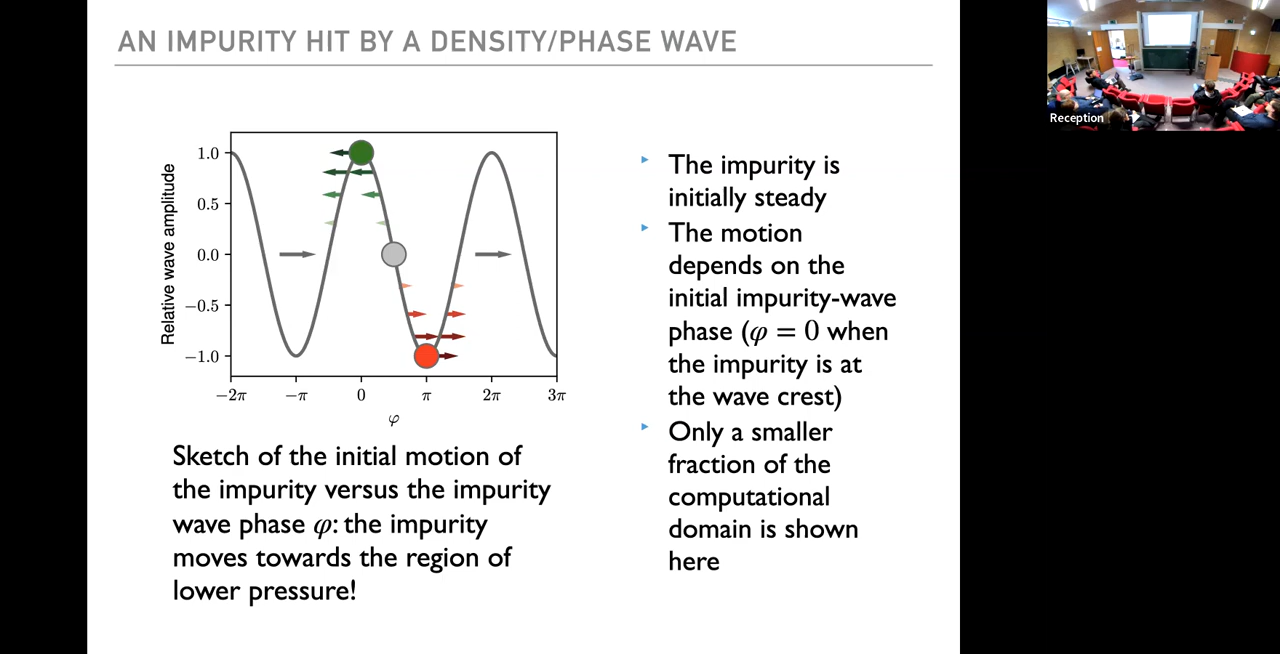 AN IMPURITY HIT BY A DENSITY/PHASE WAVE
Reception
Relative wave amplitude
1.0
0.5
0.0
−0.5
−1.0
−2π −π 0 π 2π 3π
φ
Sketch of the initial motion of
the impurity versus the impurity
wave phase φ: the impurity
moves towards the region of
lower pressure!
The impurity is
initially steady
The motion
depends on the
initial impurity-wave
phase (φ = 0 when
the impurity is at
the wave crest)
Only a smaller
fraction of the
computational
domain is shown
here